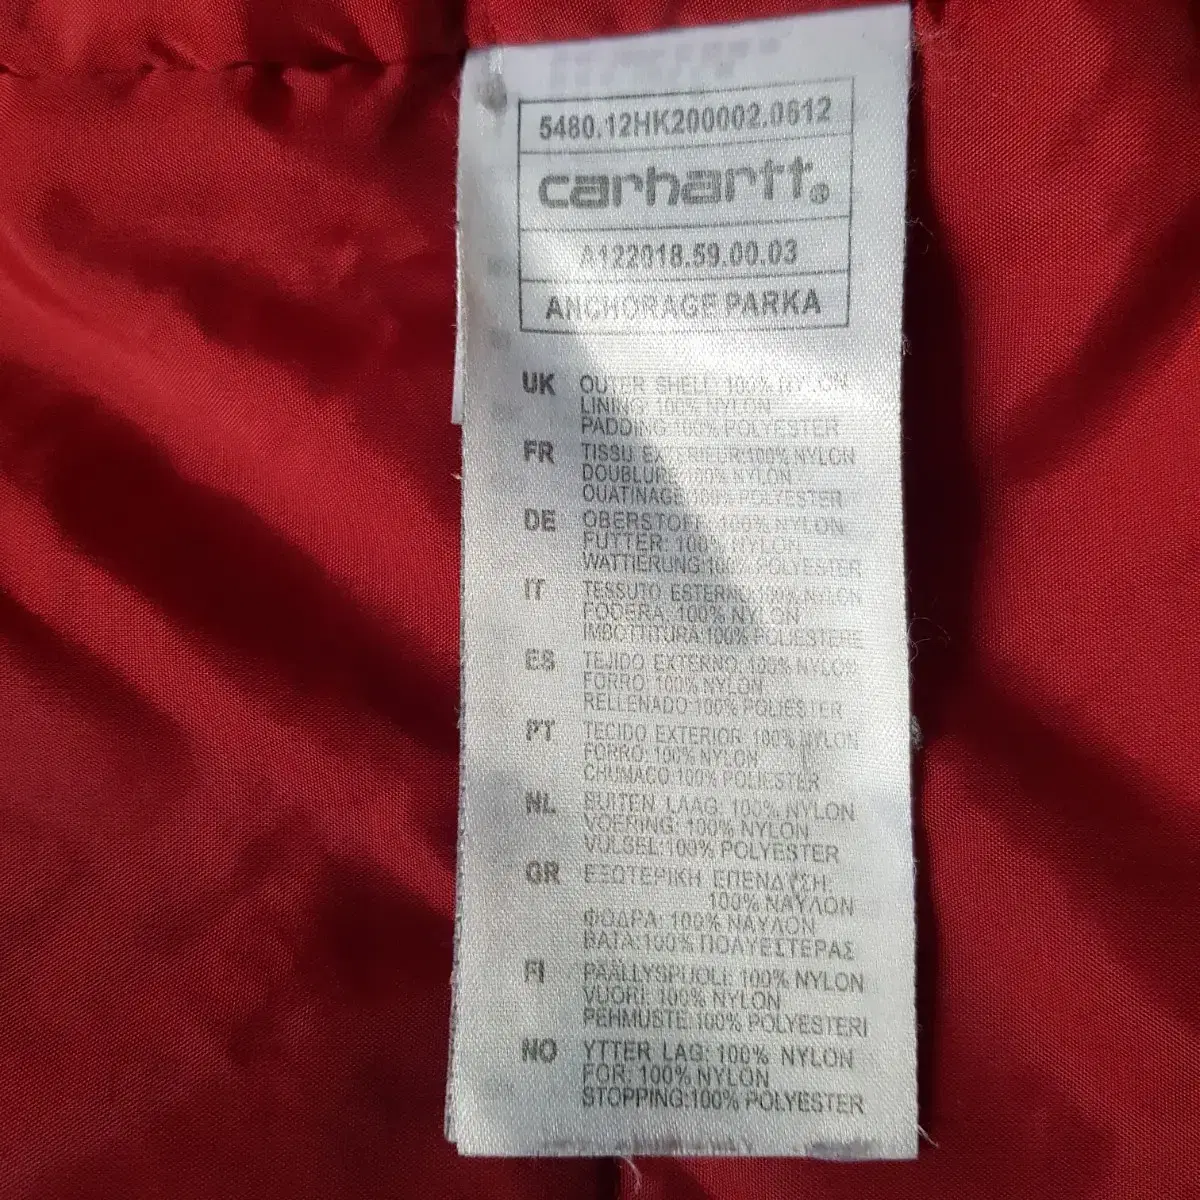 5480.12HK200002.0612
carhartt®
A122018.59.00.03
ANCHORAGE PARKA
UK OUTER SHELL: 100% NYLON
LINING: 100% NYLON
PADDING:100% POLYESTER
FR TISSU EXTERIEUR:100% NYLON
DOUBLURE:100% NYLON
OUATINAGE:100% POLYESTER
DE OBERSTOFF: 100% NYLON
FUTTER: 100% NYLON
WATTIERUNG:100% POLYESTER
IT TESSUTO ESTERNO:100% NYLON
FODERA: 100% NYLON
IMBOTTITURA:100% POLIESTERE
ES TEJIDO EXTERNO: 100% NYLON
FORRO: 100% NYLON
RELLENADO:100% POLIESTER
PT TECIDO EXTERIOR: 100% NYLON
FORRO: 100% NYLON
CHUMACO:100% POLIESTER
NL BUITEN LAAG: 100% NYLON
VOERING: 100% NYLON
VULSEL:100% POLYESTER
GR ΕΞΩΤΕΡΙΚΗ ΕΠΕΝΔΥΣΗ:
100% ΝΑΥΛΟΝ
ΦΟΔΡΑ: 100% ΝΑΥΛΟΝ
ΒΑΤΑ:100% ΠΟΛΥΕΣΤΕΡΑΣ
FI PÄÄLLYSPUOLI: 100% NYLON
VUORI: 100% NYLON
PEHMUSTE:100% POLYESTERI
NO YTTER LAG: 100% NYLON
FOR: 100% NYLON
STOPPING:100% POLYESTER